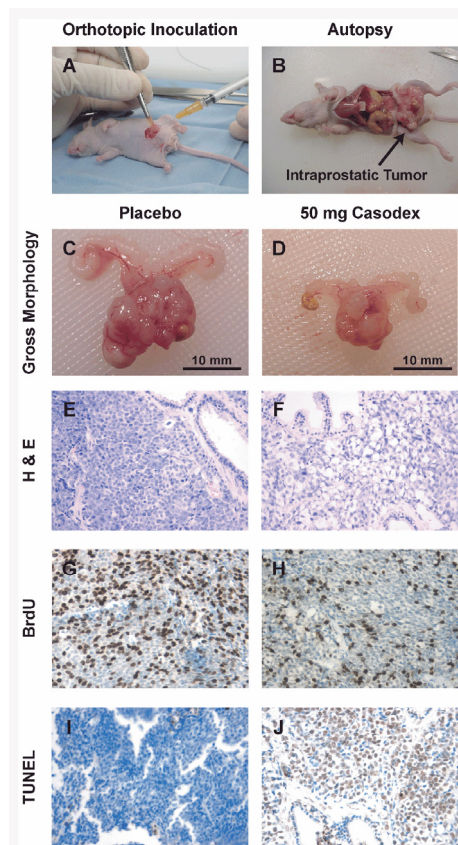 Orthotopic Inoculation
Autopsy
A
B
Intraprostatic Tumor
Placebo
50 mg Casodex
Gross Morphology
C
D
10 mm
10 mm
H & E
E
F
BrdU
G
H
TUNEL
I
J